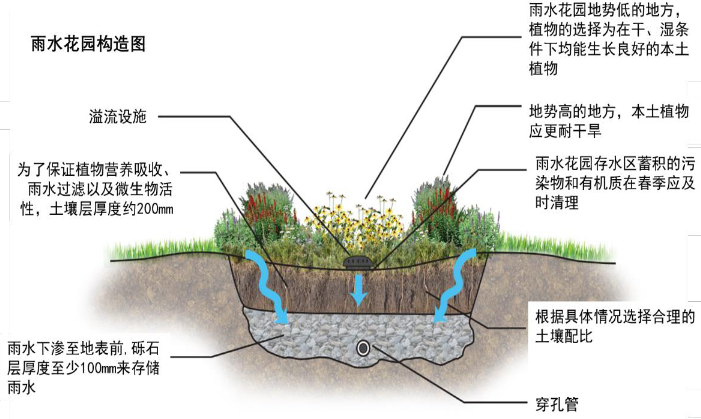 雨水花园构造图
雨水花园地势低的地方，
植物的选择为在干、湿条
件下均能生长良好的本土
植物
溢流设施
地势高的地方，本土植物
应更耐干旱
为了保证植物营养吸收、
雨水过滤以及微生物活
性，土壤层厚度约200mm
雨水花园存水区蓄积的污
染物和有机质在春季应及
时清理
根据具体情况选择合理的
土壤配比
雨水下渗至地表前,砾石
层厚度至少100mm来存储
雨水
穿孔管